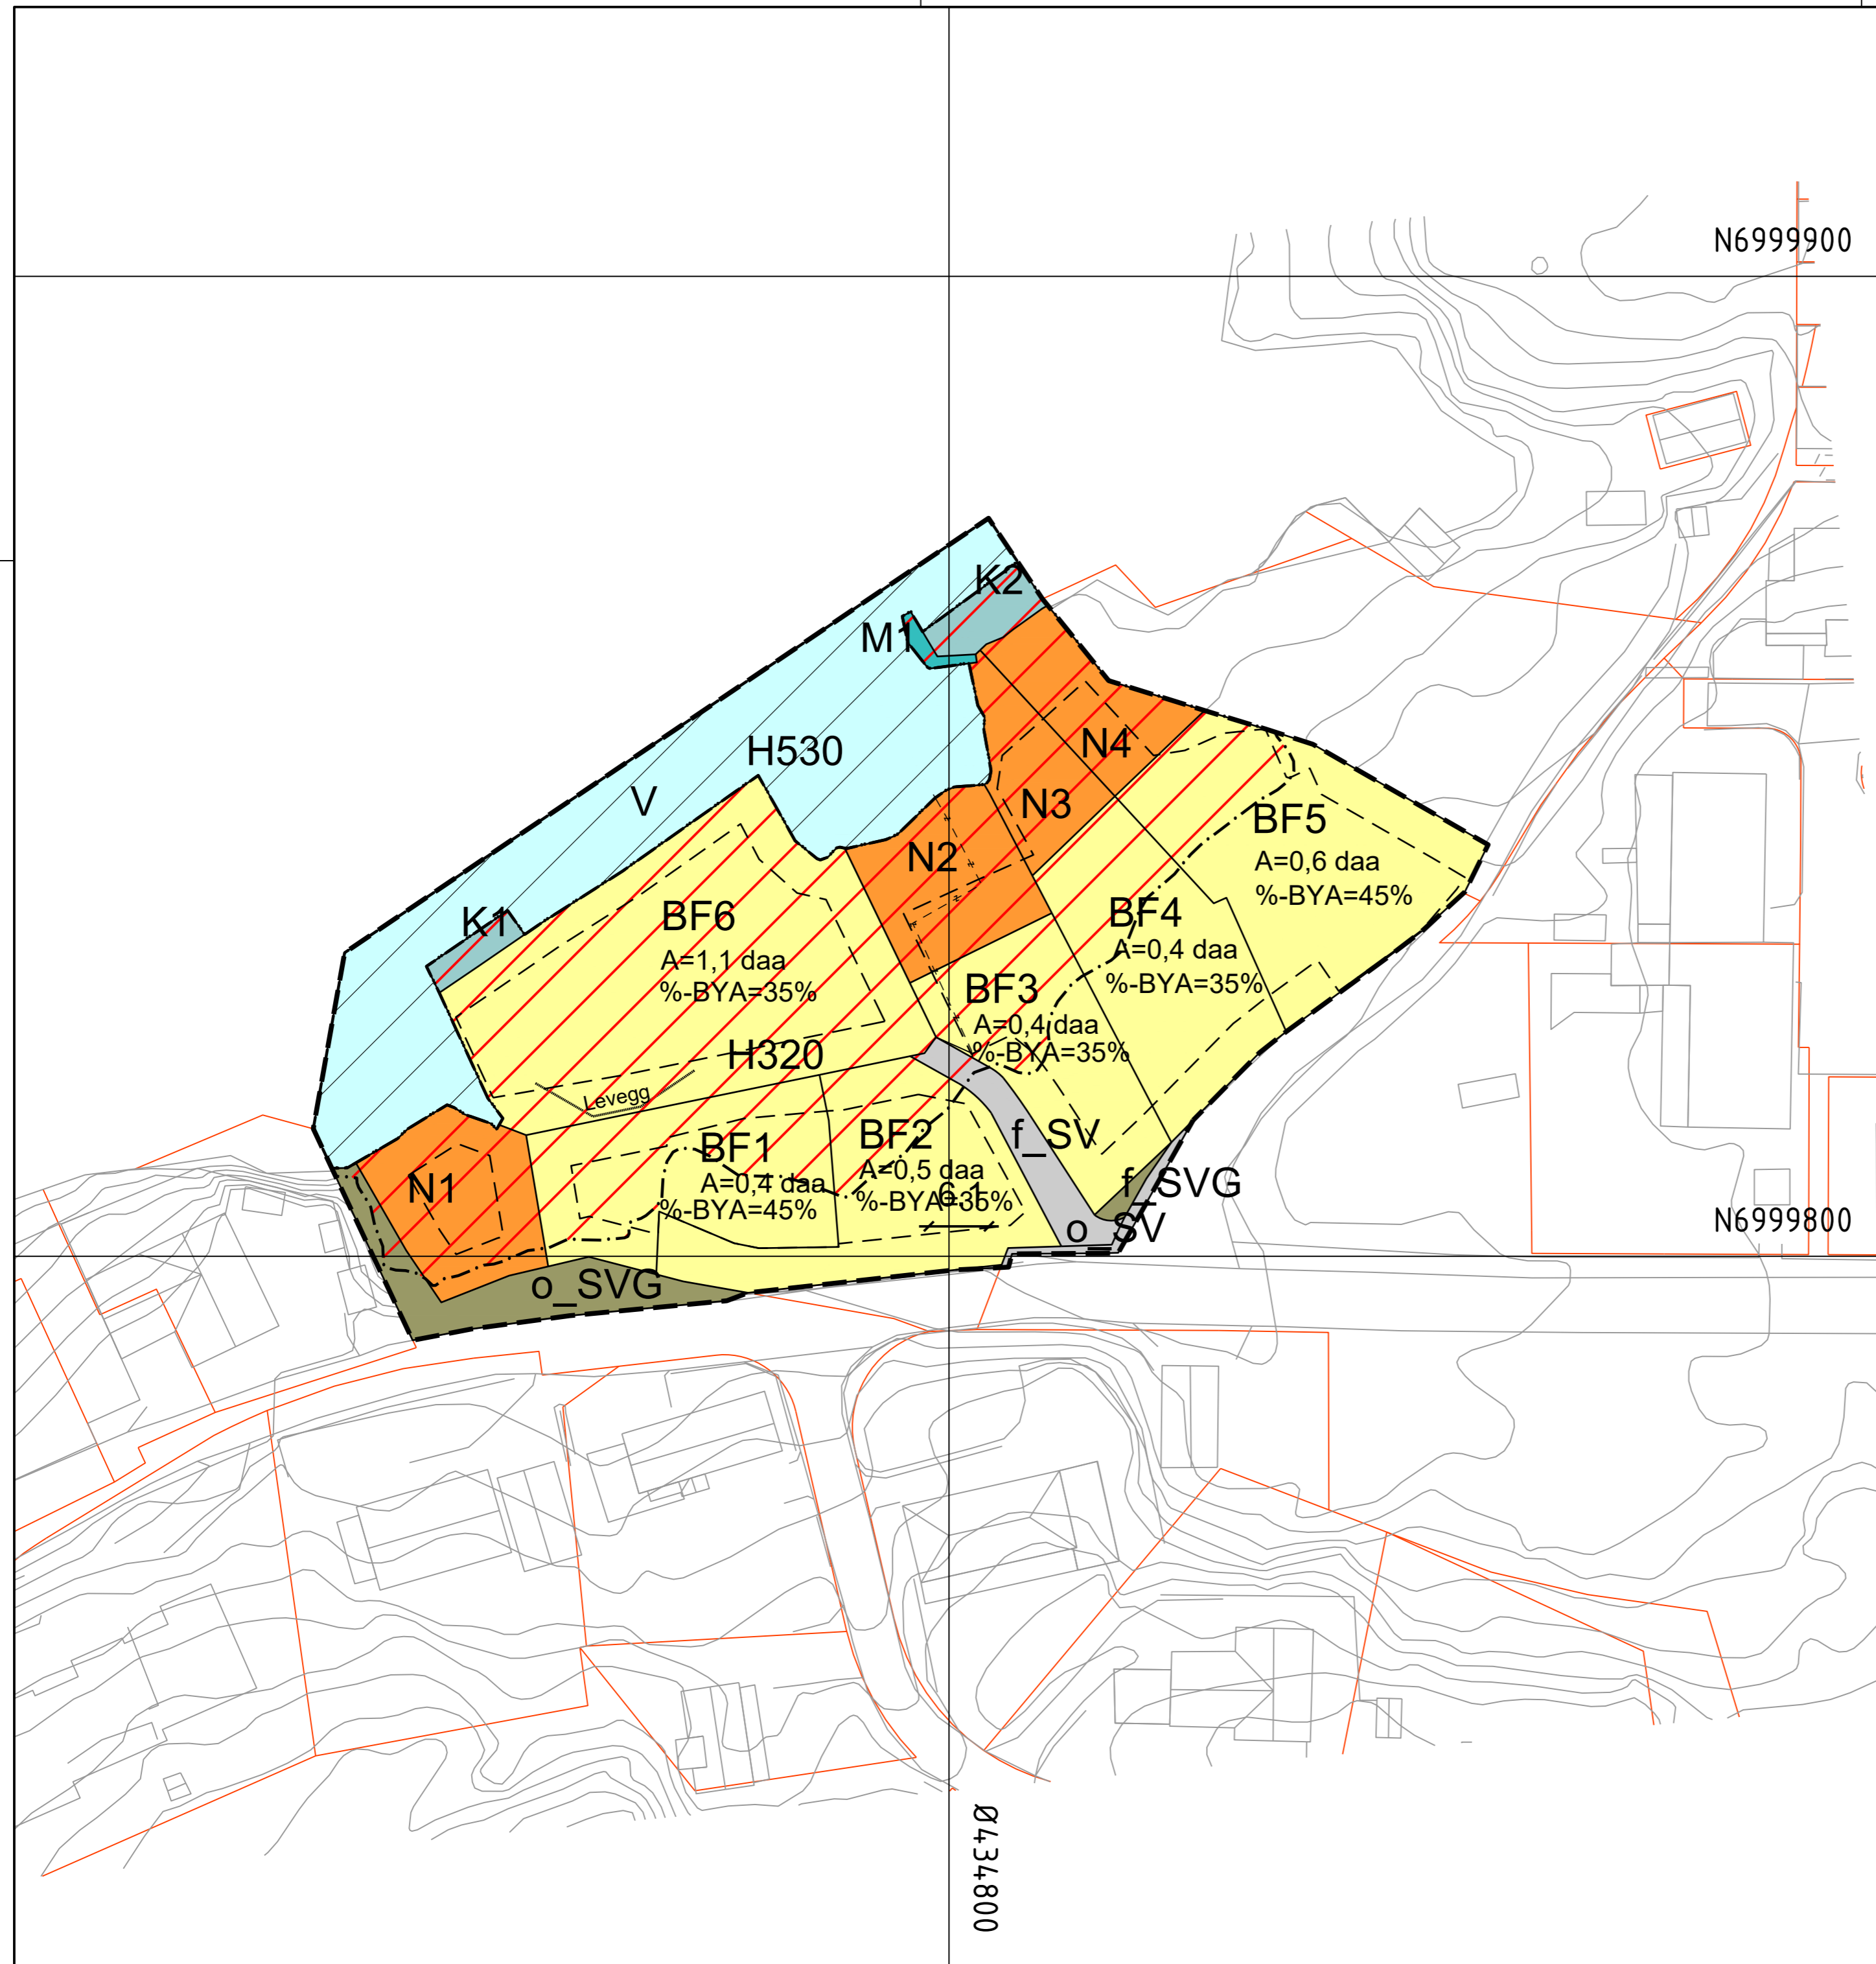 N6999900
K2
M1
N4
H530
V
N3
BF5
N2
A=0,6 daa
%-BYA=45%
K1
BF6
BF4
A=1,1 daa
A=0,4 daa
%-BYA=35%
%-BYA=35%
BF3
A=0,4 daa
%-BYA=35%
H320
Levegg
BF1
BF2
f_SV
A=0,4 daa
%-BYA=45%
A=0,5 daa
%-BYA=35%
6,1
N1
f_SVG
o_SV
N6999800
o_SVG
Ø434800